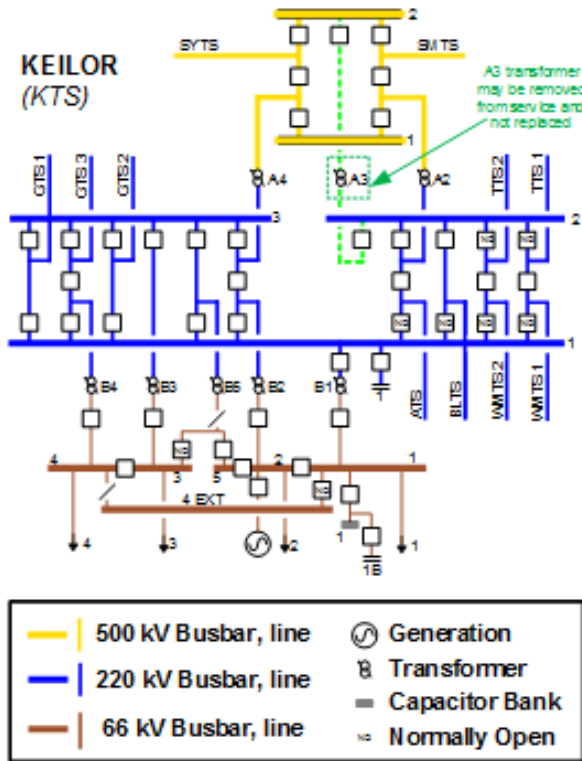 2
SYTS
SMTS
KEILOR
(KTS)
A3 transformer
may be removed
from service and
not replaced
1
GTS1
GTS3
GTS2
A4
A3
A2
TTS2
TTS1
3
2
NO
NO
NO
NO
NO
NO
1
B4
B3
B5
B2
B1
1
ATS
BLTS
WMTS2
WMTS1
NO
4
3
5
2
1
NO
4 EXT
1
1B
4
3
2
1
500 kV Busbar, line
220 kV Busbar, line
66 kV Busbar, line
Generation
Transformer
Capacitor Bank
NO
Normally Open